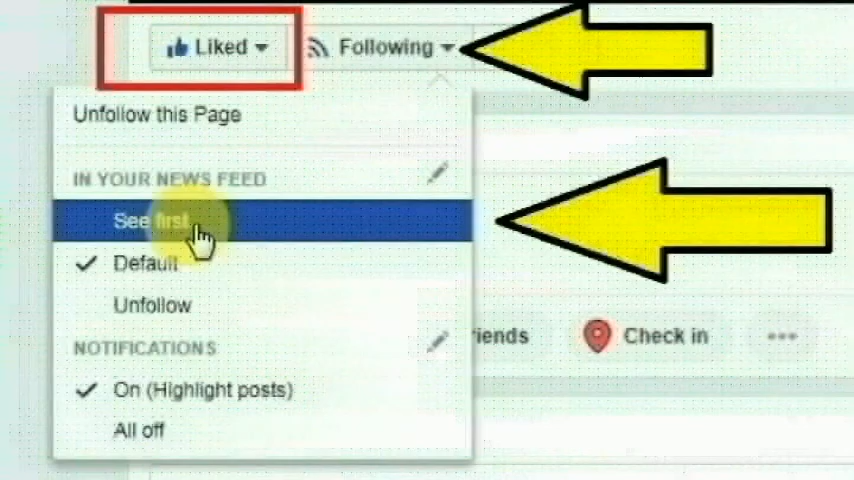 Liked Following
Unfollow this Page
IN YOUR NEWS FEED
See first
Default
Unfollow
NOTIFICATIONS
riends Check in
On (Highlight posts)
All off